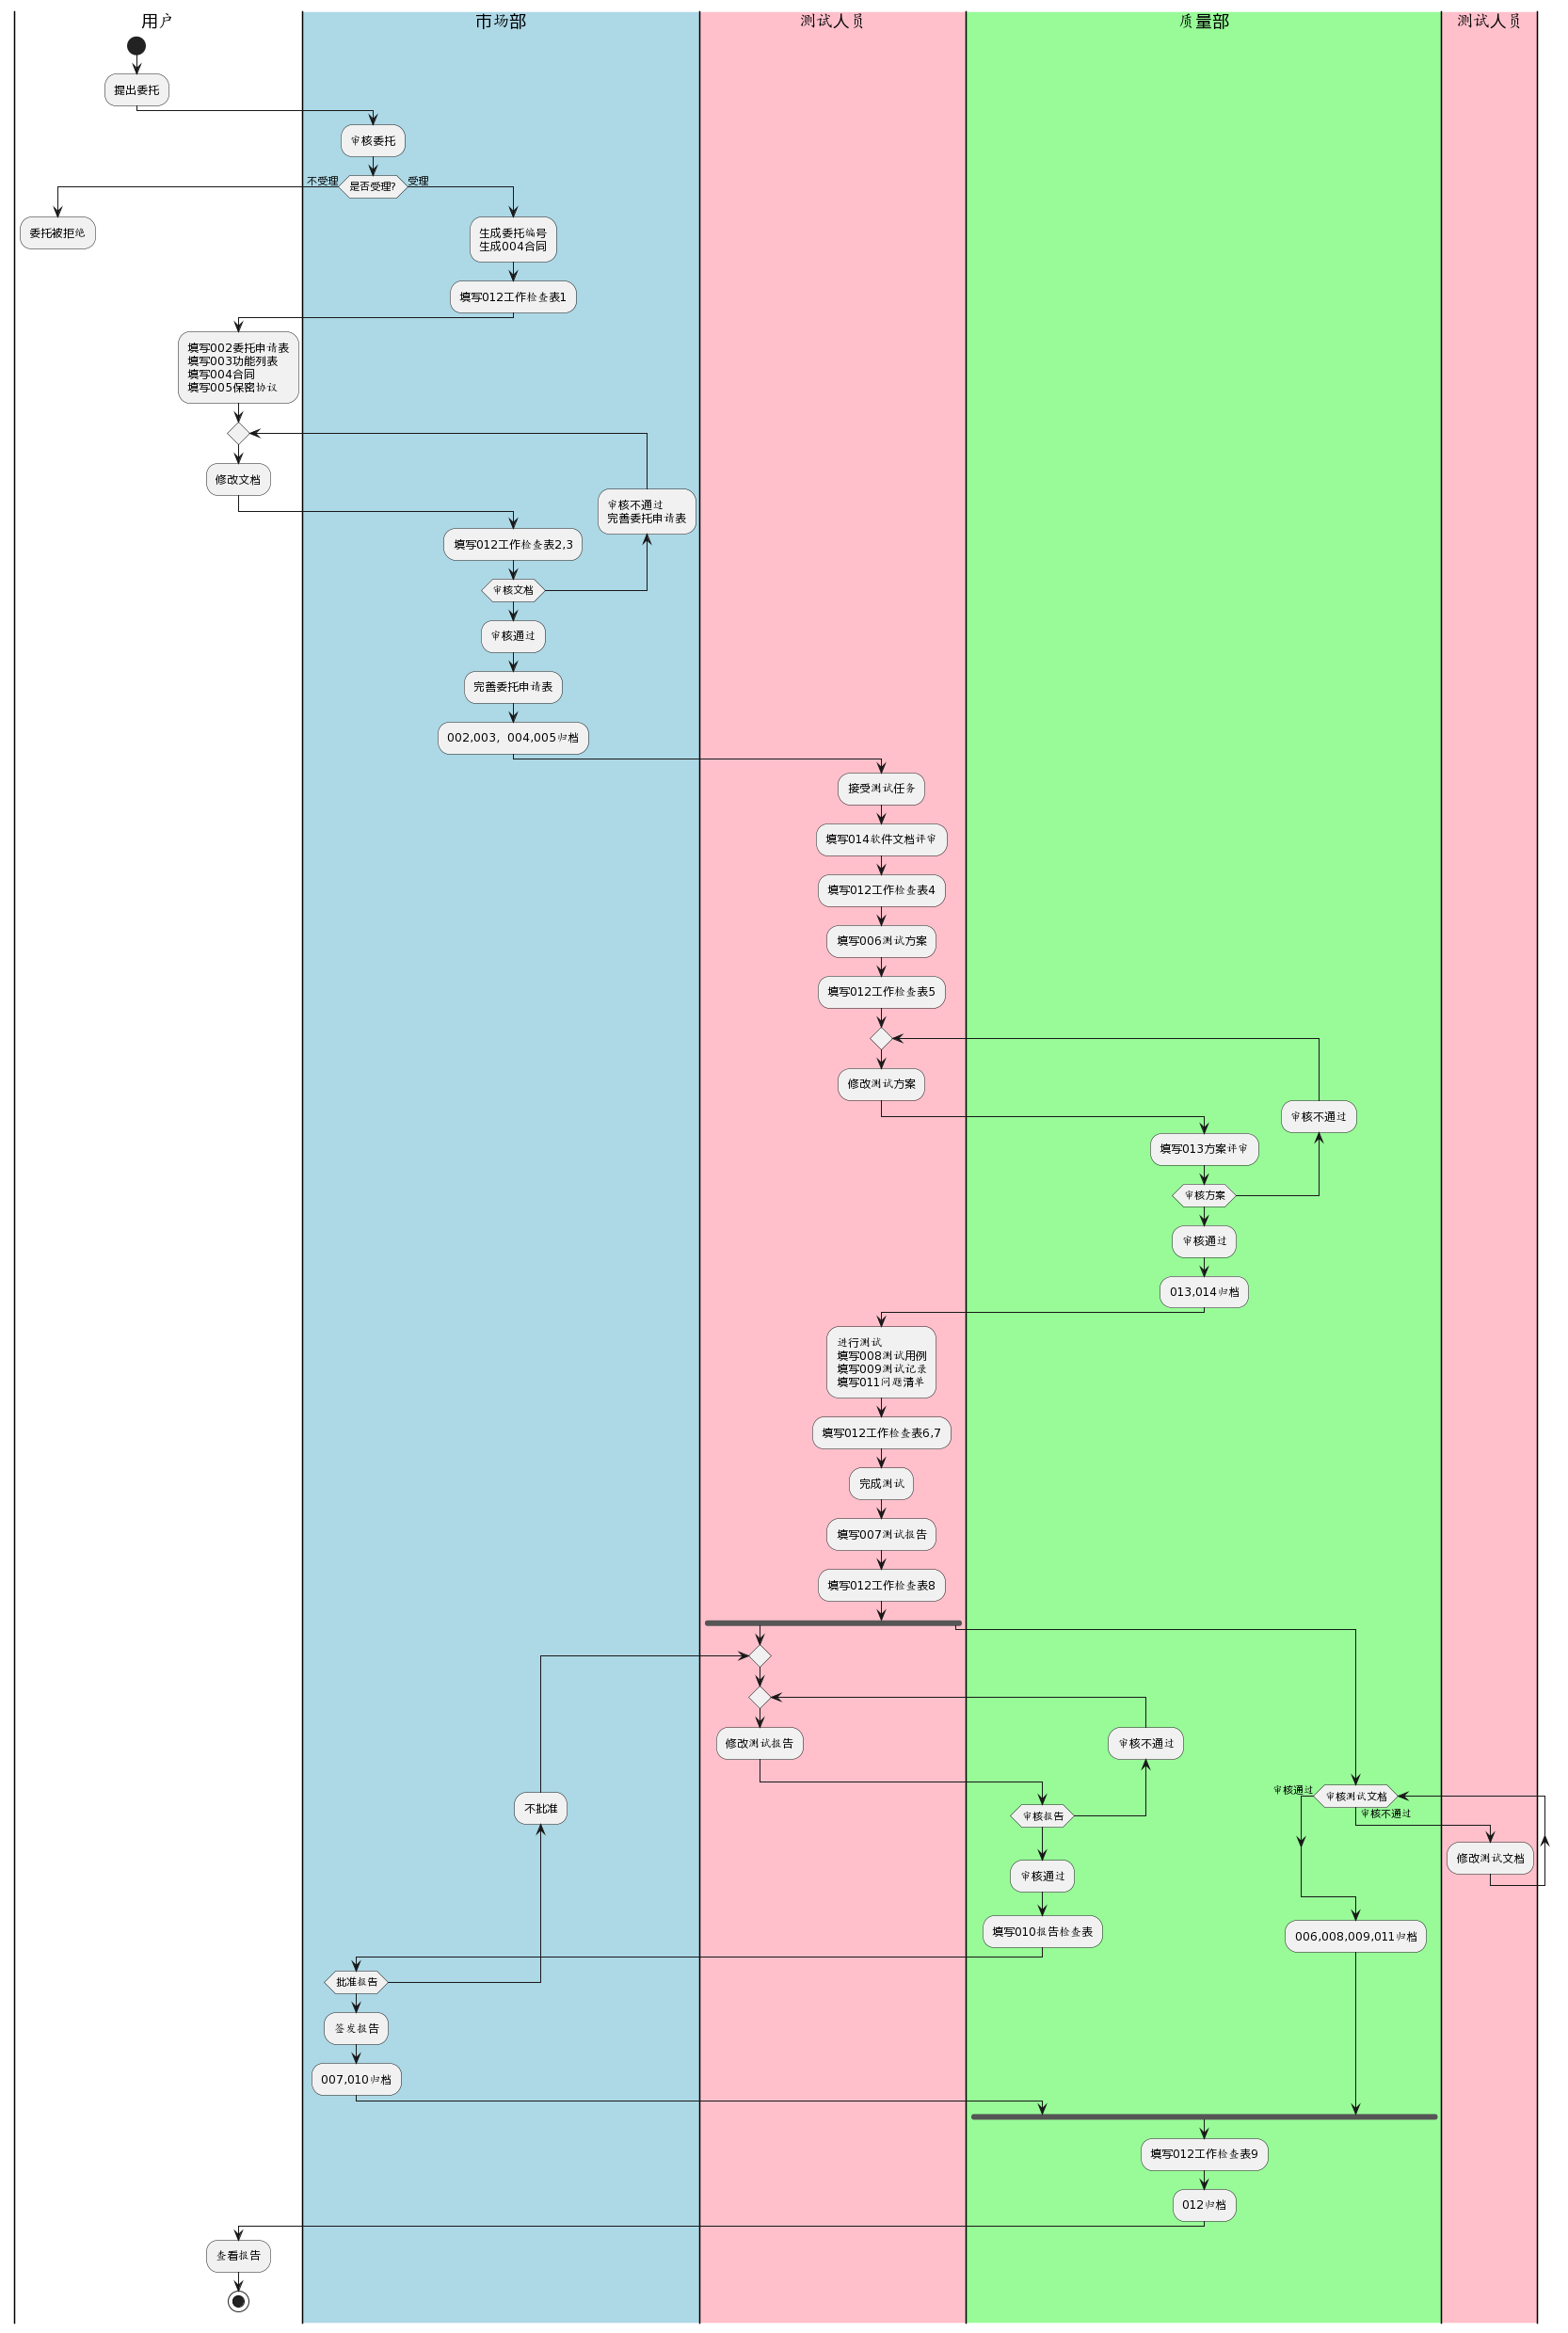 用户
市场部
测试人员
质量部
测试人员
提出委托
审核委托
不受理
是否受理?
受理
委托被拒绝
生成委托编号
生成004合同
填写012工作检查表1
填写002委托申请表
填写003功能列表
填写004合同
填写005保密协议
修改文档
审核不通过
完善委托申请表
填写012工作检查表2,3
审核文档
审核通过
完善委托申请表
002,003，004,005归档
接受测试任务
填写014软件文档评审
填写012工作检查表4
填写006测试方案
填写012工作检查表5
修改测试方案
审核不通过
填写013方案评审
审核方案
审核通过
013,014归档
进行测试
填写008测试用例
填写009测试记录
填写011问题清单
填写012工作检查表6,7
完成测试
填写007测试报告
填写012工作检查表8
修改测试报告
审核不通过
审核通过
审核测试文档
审核不通过
不批准
审核报告
修改测试文档
审核通过
填写010报告检查表
006,008,009,011归档
批准报告
签发报告
007,010归档
填写012工作检查表9
012归档
查看报告